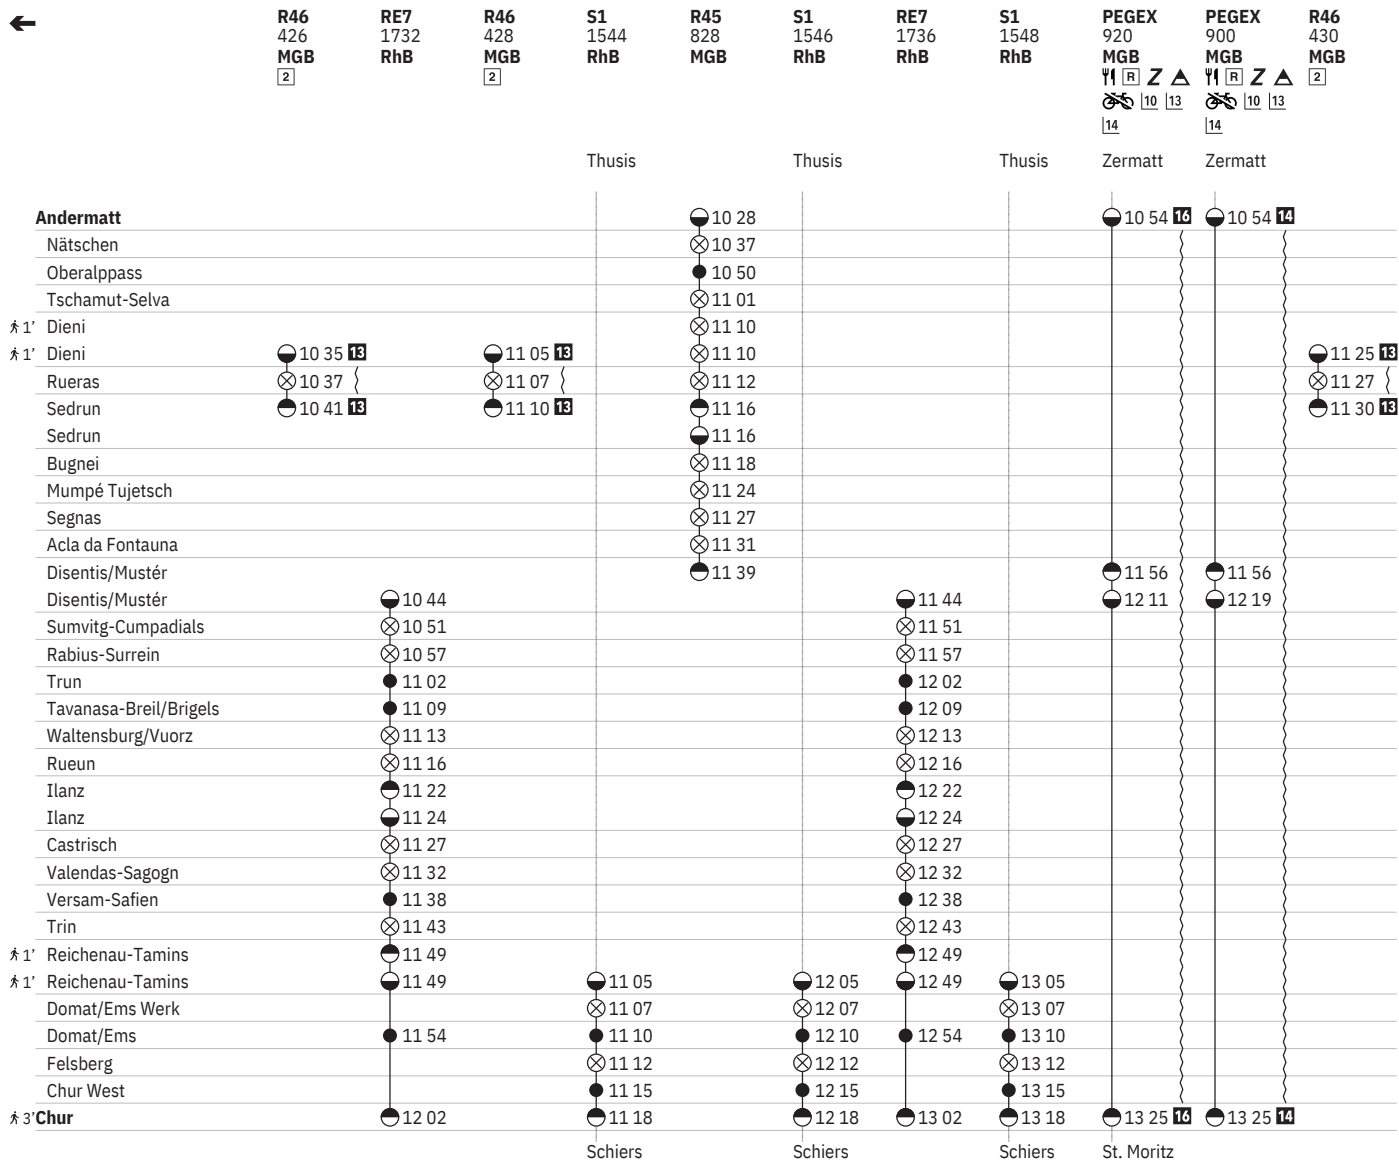 R46 RE7 R46 S1 R45 S1 RE7 S1 PEGEX PEGEX R46
426 1732 428 1544 828 1546 1736 1548 920 900 430
MGB RhB MGB RhB MGB RhB RhB RhB MGB MGB MGB
2 2 R Z R Z 2
10 13 10 13
14 14
Thusis Thusis Thusis Zermatt Zermatt
Andermatt 10 28 10 54 16 10 54 14
Nätschen 10 37
Oberalppass 10 50
Tschamut-Selva 11 01
1' Dieni 11 10
1' Dieni 10 35 13 11 05 13 11 10 11 25 13
Rueras 10 37 11 07 11 12 11 27
Sedrun 10 41 13 11 10 13 11 16 11 30 13
Sedrun 11 16
Bugnei 11 18
Mumpé Tujetsch 11 24
Segnas 11 27
Acla da Fontauna 11 31
Disentis/Mustér 11 39 11 56 11 56
Disentis/Mustér 10 44 11 44 12 11 12 19
Sumvitg-Cumpadials 10 51 11 51
Rabius-Surrein 10 57 11 57
Trun 11 02 12 02
Tavanasa-Breil/Brigels 11 09 12 09
Waltensburg/Vuorz 11 13 12 13
Rueun 11 16 12 16
Ilanz 11 22 12 22
Ilanz 11 24 12 24
Castrisch 11 27 12 27
Valendas-Sagogn 11 32 12 32
Versam-Safien 11 38 12 38
Trin 11 43 12 43
1' Reichenau-Tamins 11 49 12 49
1' Reichenau-Tamins 11 49 11 05 12 05 12 49 13 05
Domat/Ems Werk 11 07 12 07 13 07
Domat/Ems 11 54 11 10 12 10 12 54 13 10
Felsberg 11 12 12 12 13 12
Chur West 11 15 12 15 13 15
3' Chur 12 02 11 18 12 18 13 02 13 18 13 25 16 13 25 14
Schiers Schiers Schiers St. Moritz